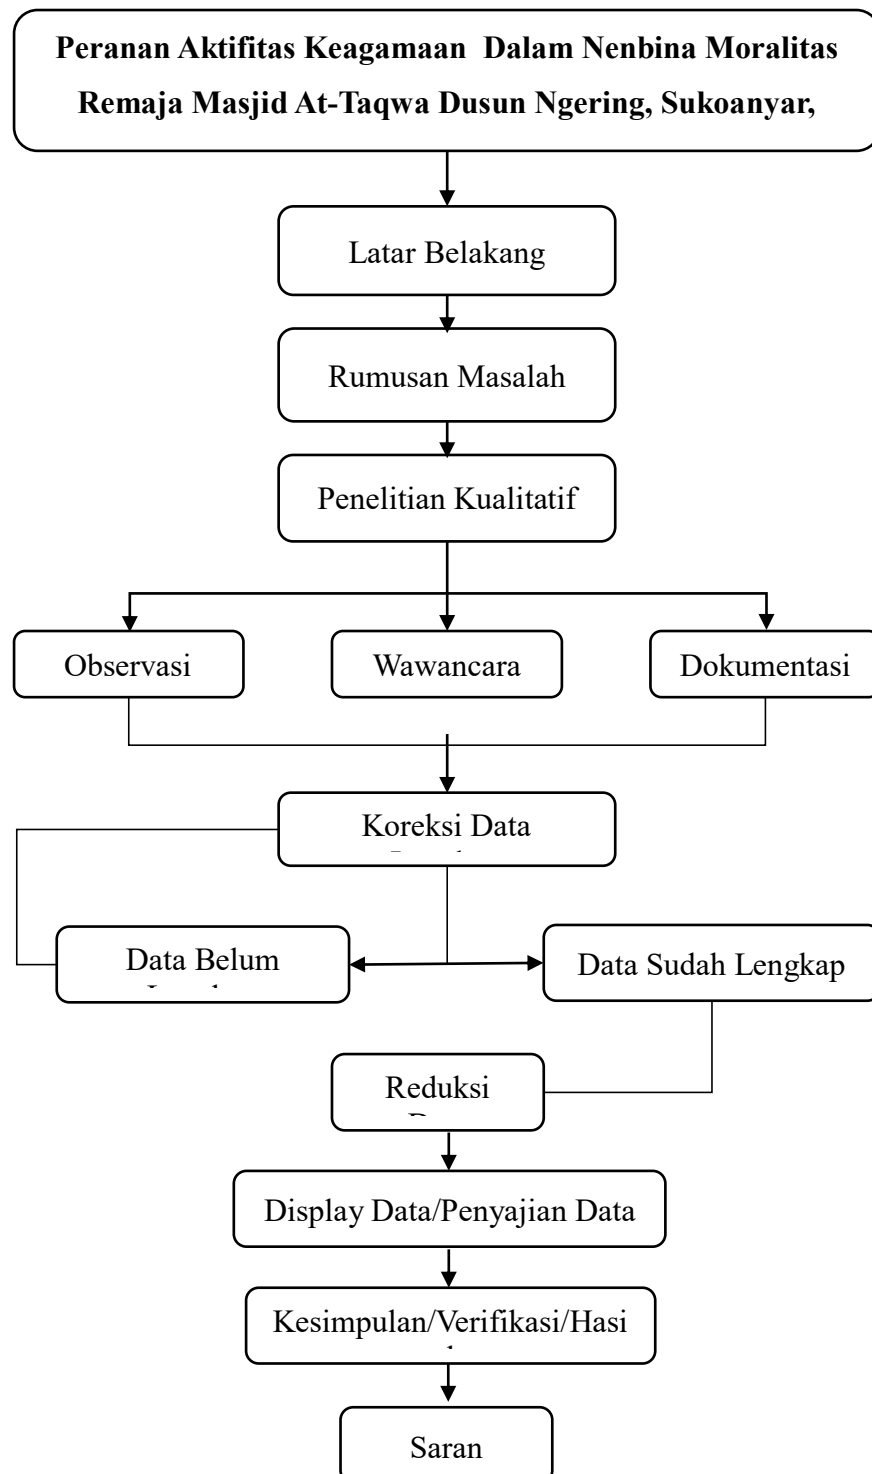 Peranan Aktifitas Keagamaan Dalam Nenbina Moralitas
Remaja Masjid At-Taqwa Dusun Ngering, Sukoanyar,
Latar Belakang
Rumusan Masalah
Penelitian Kualitatif
Observasi
Wawancara
Dokumentasi
Koreksi Data
Data Belum
Data Sudah Lengkap
Reduksi
Display Data/Penyajian Data
Kesimpulan/Verifikasi/Hasi
Saran